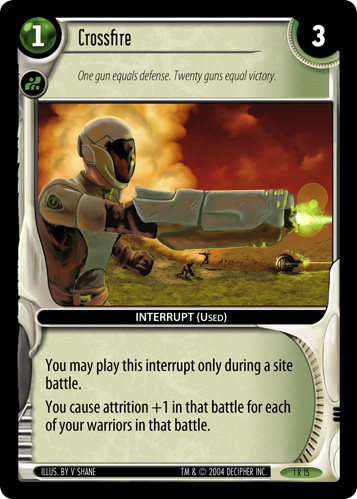 1 Crossfire 3
One gun equals defense. Twenty guns equal victory.
INTERRUPT (USED)
You may play this interrupt only during a site
battle.
You cause attrition +1 in that battle for each
of your warriors in that battle.
ILLUS. BY V SHANE TM & © 2004 DECIPHER INC. 1 R 15